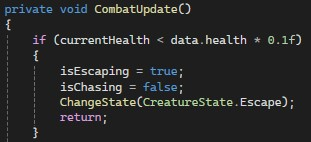 private void CombatUpdate()
{
    if (currentHealth < data.health * 0.1f)
    {
        isEscaping = true;
        isChasing = false;
        ChangeState(CreatureState.Escape);
        return;
    }